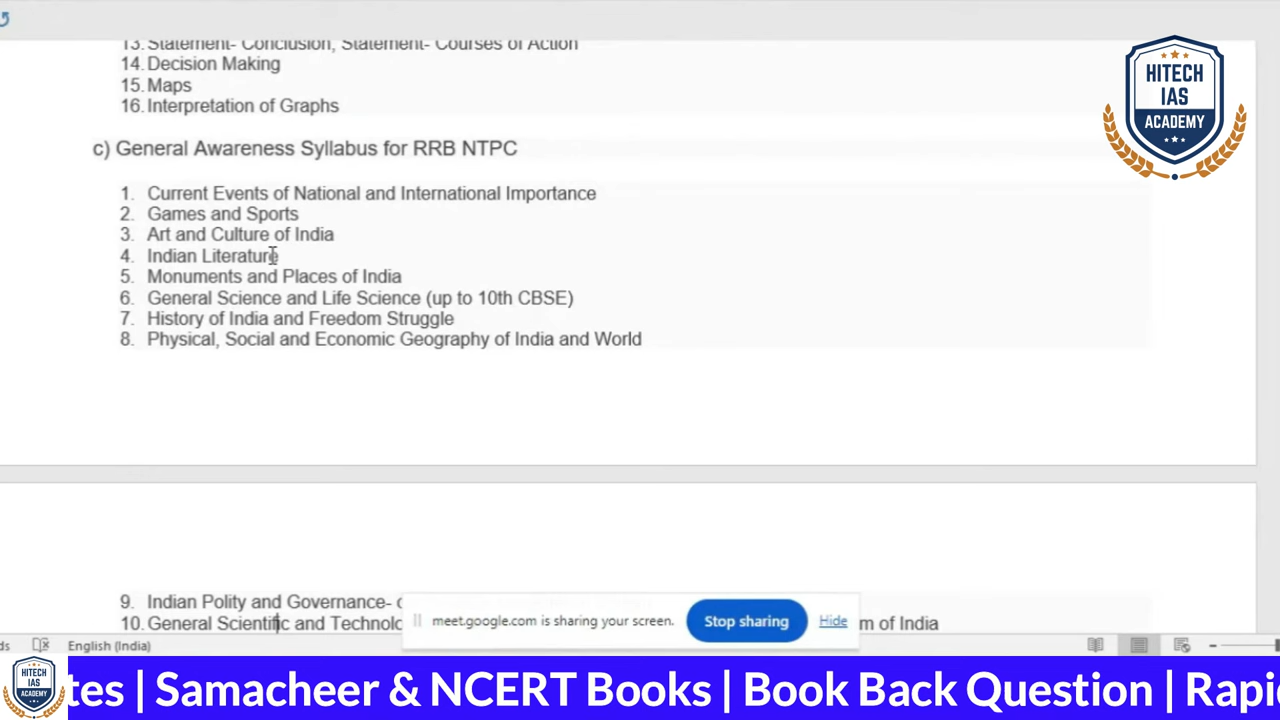 13. Statement- Conclusion, Statement- Courses of Action
14. Decision Making
15. Maps
16. Interpretation of Graphs
c) General Awareness Syllabus for RRB NTPC
1. Current Events of National and International Importance
2. Games and Sports
3. Art and Culture of India
4. Indian Literature
5. Monuments and Places of India
6. General Science and Life Science (up to 10th CBSE)
7. History of India and Freedom Struggle
8. Physical, Social and Economic Geography of India and World
9. Indian Polity and Governance-
10. General Scientific and of India
meet.google.com is sharing your screen. Stop sharing Hide
English (India)
HITECH
IAS
ACADEMY
HITECH
IAS
ACADEMY
| Samacheer & NCERT Books | Book Back Question |